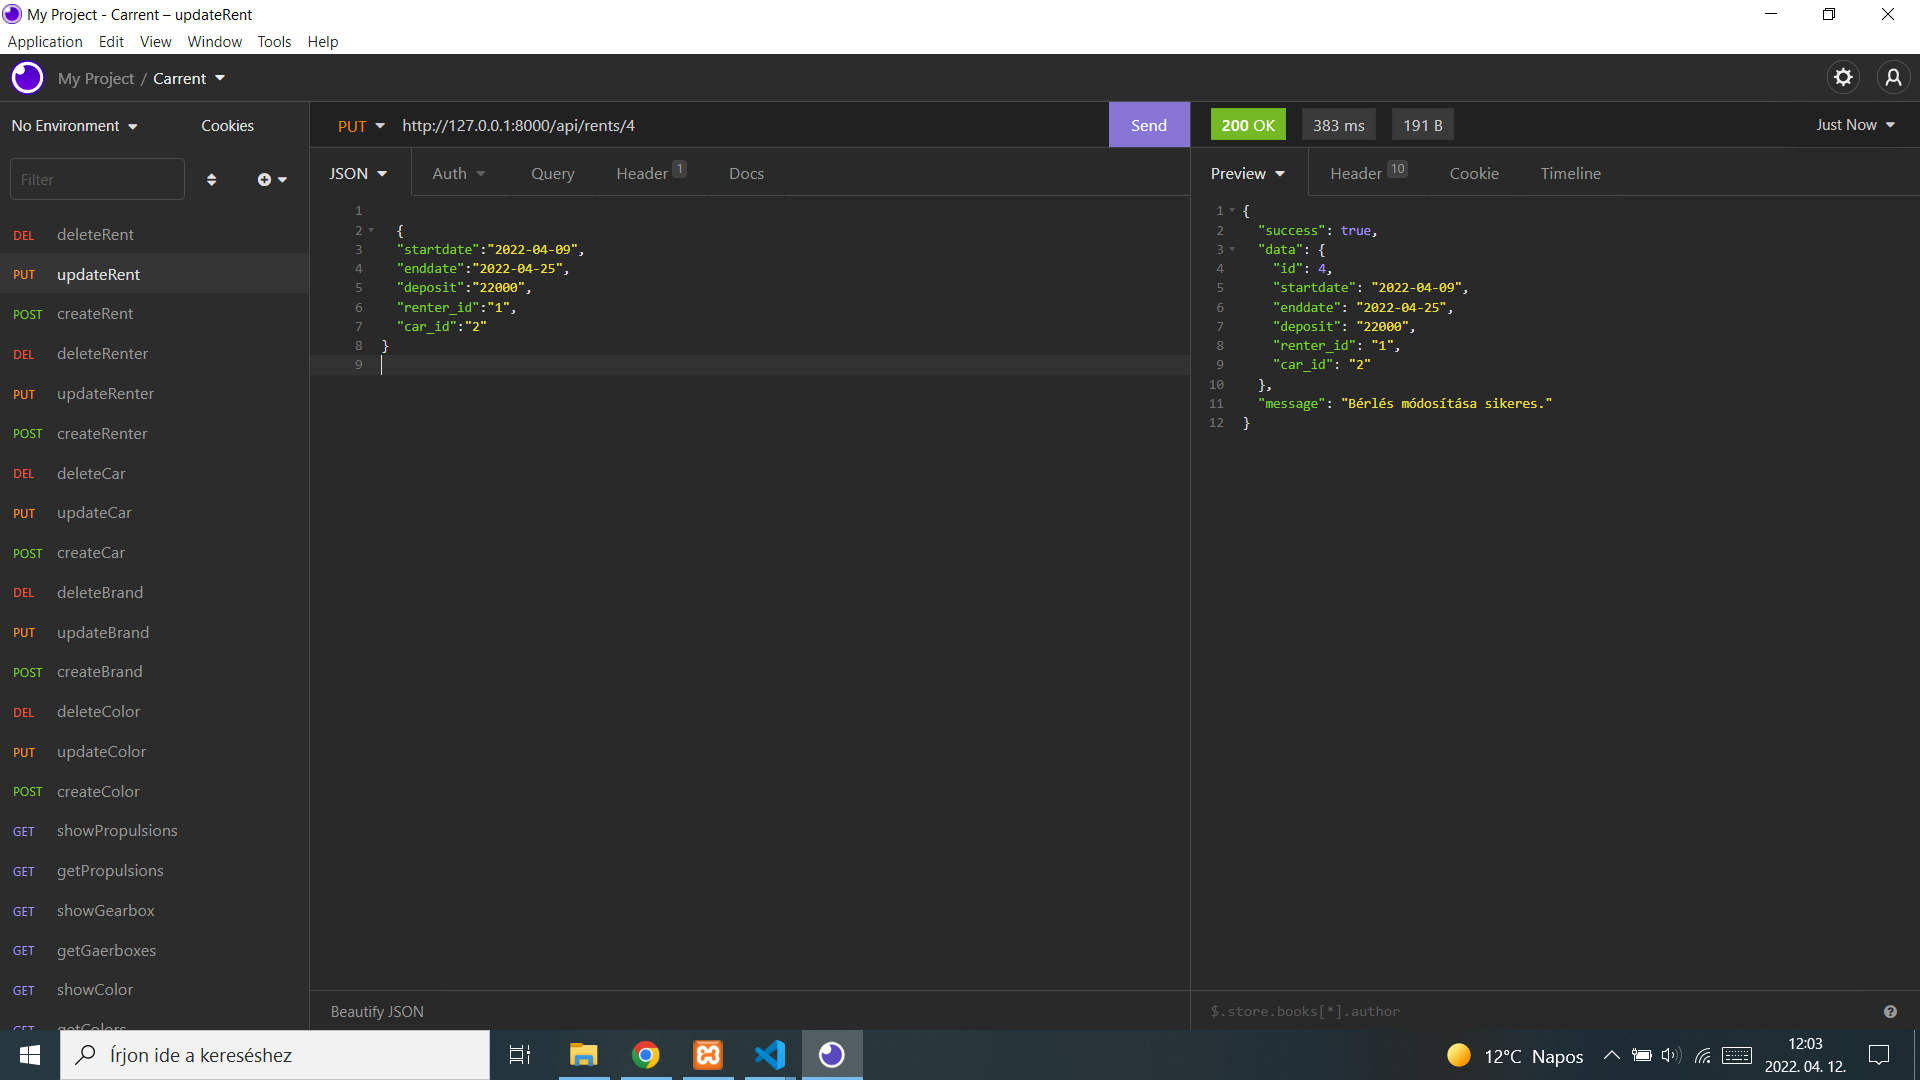 My Project - Carrent – updateRent
Application Edit View Window Tools Help
My Project / Carrent
No Environment Cookies
PUT http://127.0.0.1:8000/api/rents/4 Send
200 OK 383 ms 191 B Just Now
Filter
JSON Auth Query Header 1 Docs
Preview Header 10 Cookie Timeline
DEL deleteRent
PUT updateRent
POST createRent
DEL deleteRenter
PUT updateRenter
POST createRenter
DEL deleteCar
PUT updateCar
POST createCar
DEL deleteBrand
PUT updateBrand
POST createBrand
DEL deleteColor
PUT updateColor
POST createColor
GET showPropulsions
GET getPropulsions
GET showGearbox
GET getGaerboxes
GET showColor
GET getColors
1
2 {
3 "startdate":"2022-04-09",
4 "enddate":"2022-04-25",
5 "deposit":"22000",
6 "renter_id":"1",
7 "car_id":"2"
8 }
9
Beautify JSON
1 {
2 "success": true,
3 "data": {
4 "id": 4,
5 "startdate": "2022-04-09",
6 "enddate": "2022-04-25",
7 "deposit": "22000",
8 "renter_id": "1",
9 "car_id": "2"
10 },
11 "message": "Bérlés módosítása sikeres."
12 }
$.store.books[*].author
Írjon ide a kereséshez
12°C Napos
12:03
2022. 04. 12.